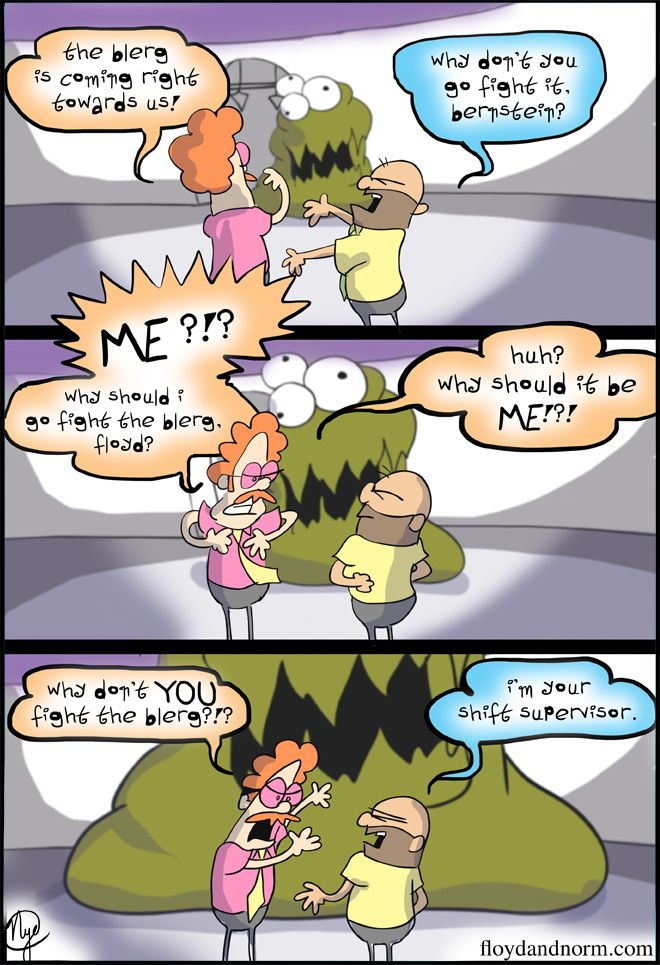 the blerg
is coming right
towards us!
why don't you
go fight it,
bernstein?
ME?!?
why should i
go fight the blerg,
floyd?
huh?
why should it be
ME!?!
why don't YOU
fight the blerg?!?
i'm your
shift supervisor.
Nye
floydandnorm.com